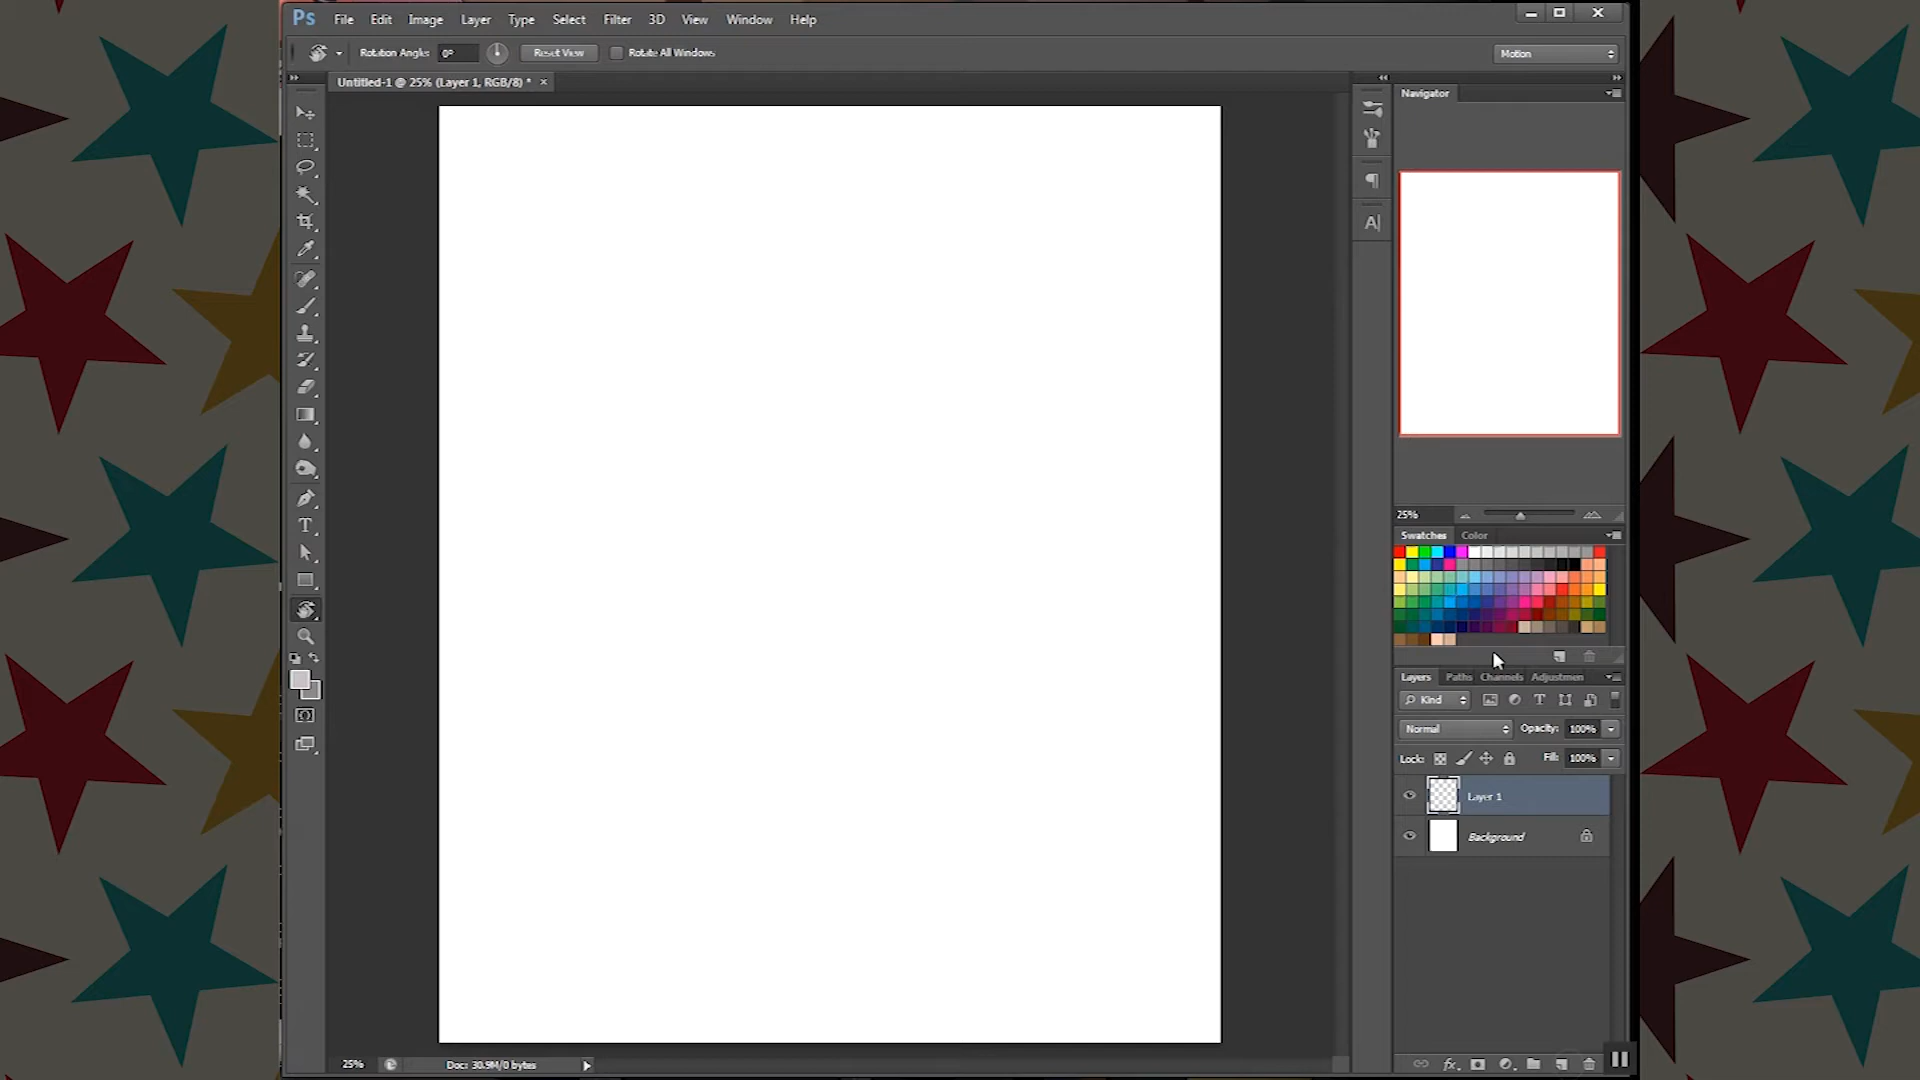 Ps File Edit Image Layer Type Select Filter 3D View Window Help
Rotation Angle: 0° Reset View Rotate All Windows Motion
Untitled-1 @ 25% (Layer 1, RGB/8) * ×
Navigator
25%
Swatches Color
Layers Paths Channels Adjustmen
Kind
Normal Opacity: 100%
Lock: Fill: 100%
Layer 1
Background
25% Doc: 30.9M/0 bytes